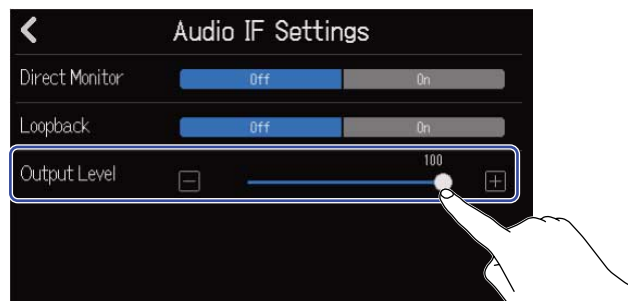 Audio IF Settings
Direct Monitor Off On
Loopback Off On
100
Output Level